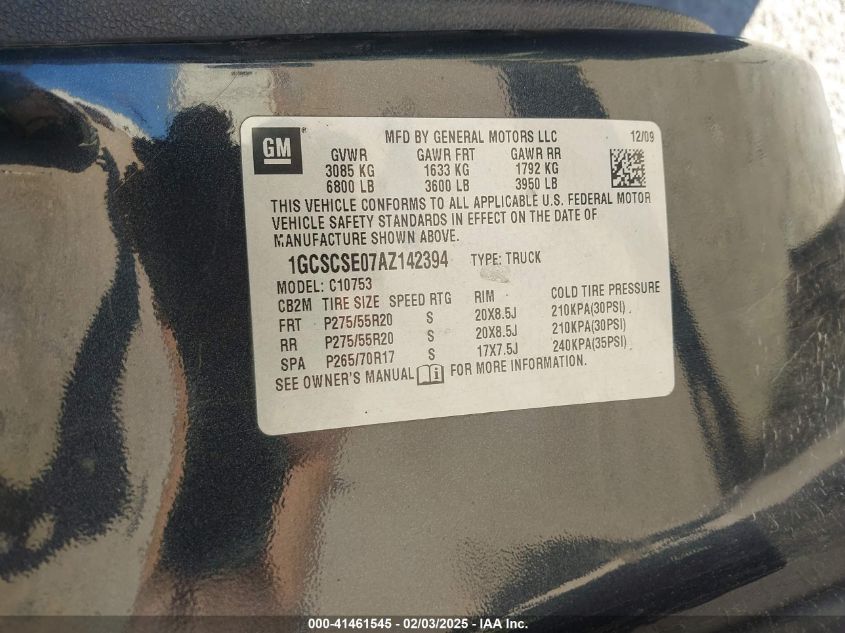 GM ®
MFD BY GENERAL MOTORS LLC 12/09
GVWR GAWR FRT GAWR RR
3085 KG 1633 KG 1792 KG
6800 LB 3600 LB 3950 LB
THIS VEHICLE CONFORMS TO ALL APPLICABLE U.S. FEDERAL MOTOR
VEHICLE SAFETY STANDARDS IN EFFECT ON THE DATE OF
MANUFACTURE SHOWN ABOVE.
1GCSCSE07AZ142394 TYPE: TRUCK
MODEL: C10753
CB2M TIRE SIZE SPEED RTG RIM COLD TIRE PRESSURE
FRT P275/55R20 S 20X8.5J 210KPA(30PSI)
RR P275/55R20 S 20X8.5J 210KPA(30PSI)
SPA P265/70R17 S 17X7.5J 240KPA(35PSI)
SEE OWNER'S MANUAL FOR MORE INFORMATION.
000-41461545 - 02/03/2025 - IAA Inc.